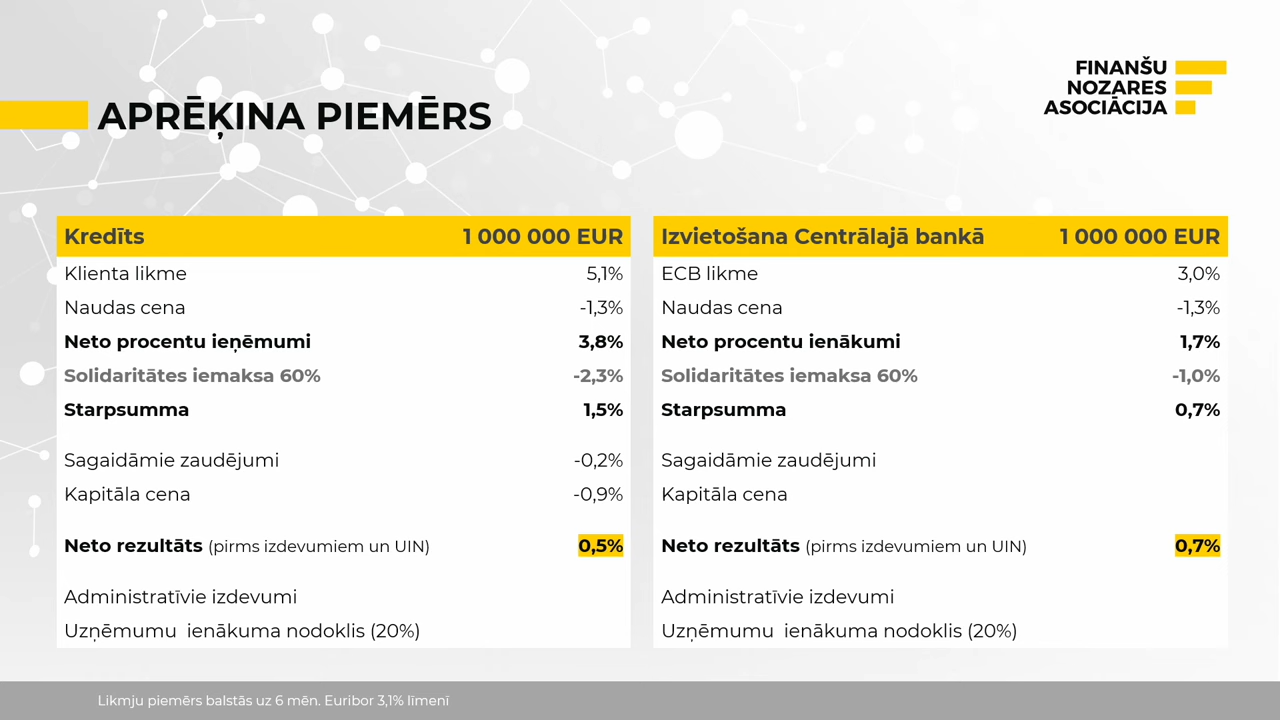 FINANŠU
NOZARES
ASOCIĀCIJA
APRĒĶINA PIEMĒRS
Kredīts 1 000 000 EUR
Klienta likme 5,1%
Naudas cena -1,3%
Neto procentu ieņēmumi 3,8%
Solidaritātes iemaksa 60% -2,3%
Starpsumma 1,5%
Sagaidāmie zaudējumi -0,2%
Kapitāla cena -0,9%
Neto rezultāts (pirms izdevumiem un UIN) 0,5%
Administratīvie izdevumi
Uzņēmumu ienākuma nodoklis (20%)
Izvietošana Centrālajā bankā 1 000 000 EUR
ECB likme 3,0%
Naudas cena -1,3%
Neto procentu ienākumi 1,7%
Solidaritātes iemaksa 60% -1,0%
Starpsumma 0,7%
Sagaidāmie zaudējumi
Kapitāla cena
Neto rezultāts (pirms izdevumiem un UIN) 0,7%
Administratīvie izdevumi
Uzņēmumu ienākuma nodoklis (20%)
Likmju piemērs balstās uz 6 mēn. Euribor 3,1% līmenī